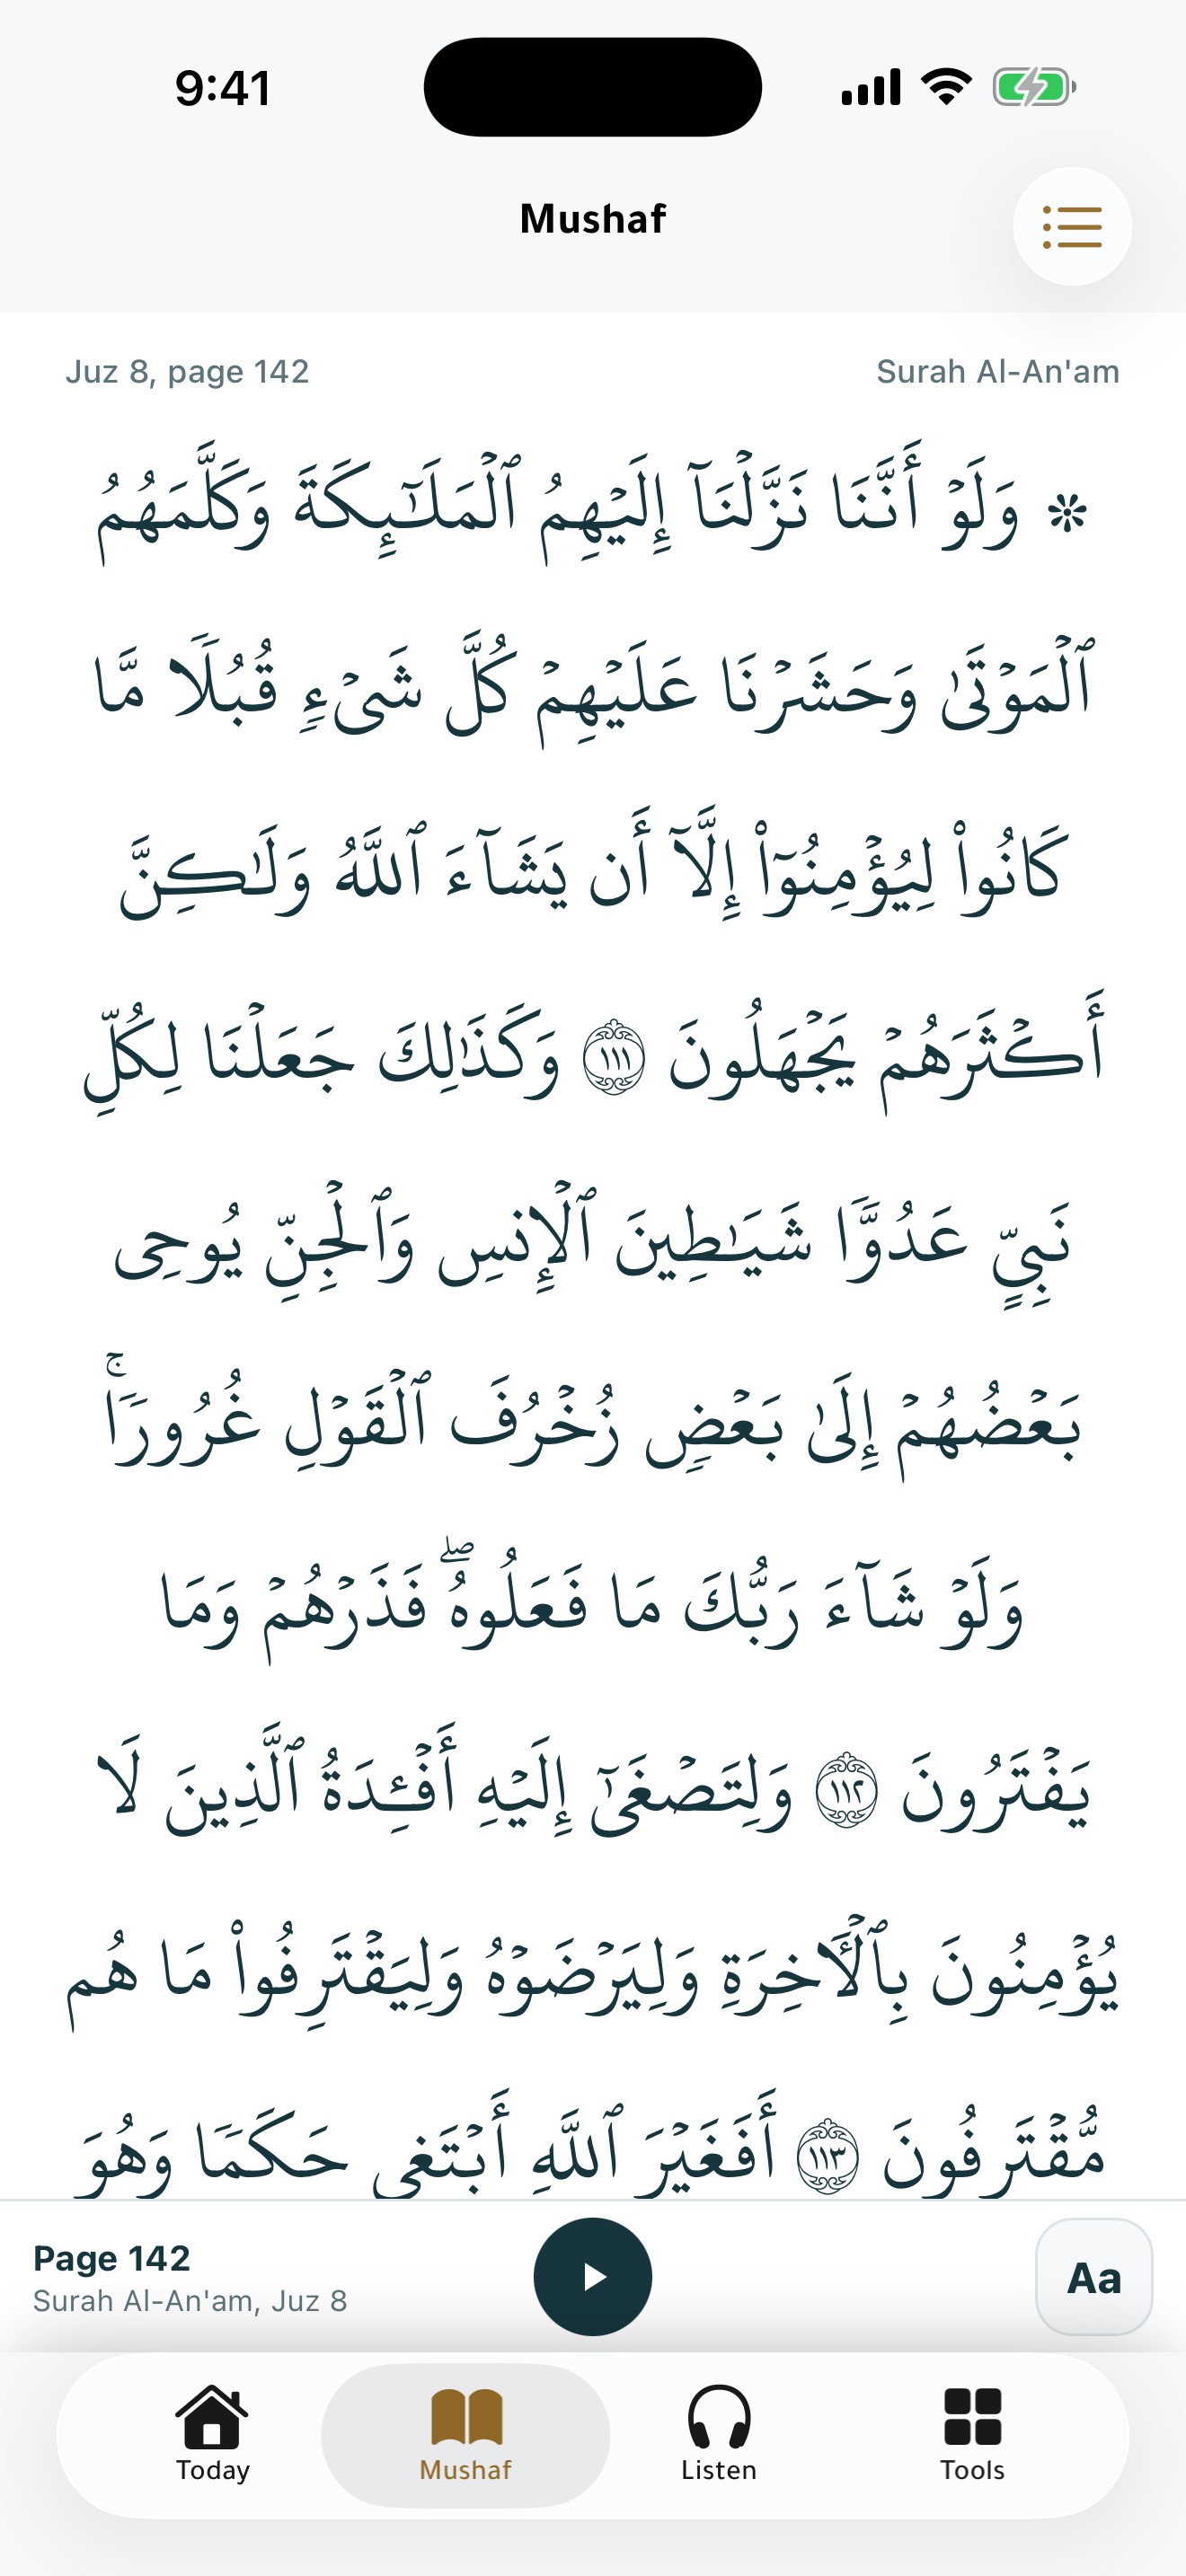 9:41
Mushaf
Juz 8, page 142
Surah Al-An'am
۞ وَلَوۡ أَنَّنَا نَزَّلۡنَآ إِلَيۡهِمُ ٱلۡمَلَٰٓئِكَةَ وَكَلَّمَهُمُ
ٱلۡمَوۡتَىٰ وَحَشَرۡنَا عَلَيۡهِمۡ كُلَّ شَيۡءٖ قُبُلٗا مَّا
كَانُواْ لِيُؤۡمِنُوٓاْ إِلَّآ أَن يَشَآءَ ٱللَّهُ وَلَٰكِنَّ
أَكۡثَرَهُمۡ يَجۡهَلُونَ ١١١ وَكَذَٰلِكَ جَعَلۡنَا لِكُلِّ
نَبِيٍّ عَدُوّٗا شَيَٰطِينَ ٱلۡإِنسِ وَٱلۡجِنِّ يُوحِي
بَعۡضُهُمۡ إِلَىٰ بَعۡضٖ زُخۡرُفَ ٱلۡقَوۡلِ غُرُورٗاۚ
وَلَوۡ شَآءَ رَبُّكَ مَا فَعَلُوهُۖ فَذَرۡهُمۡ وَمَا
يَفۡتَرُونَ ١١٢ وَلِتَصۡغَىٰٓ إِلَيۡهِ أَفۡـِٔدَةُ ٱلَّذِينَ لَا
يُؤۡمِنُونَ بِٱلۡأٓخِرَةِ وَلِيَرۡضَوۡهُ وَلِيَقۡتَرِفُواْ مَا هُم
مُّقۡتَرِفُونَ ١١٣ أَفَغَيۡرَ ٱللَّهِ أَبۡتَغِي حَكَمٗا وَهُوَ
Page 142
Surah Al-An'am, Juz 8
Aa
Today
Mushaf
Listen
Tools